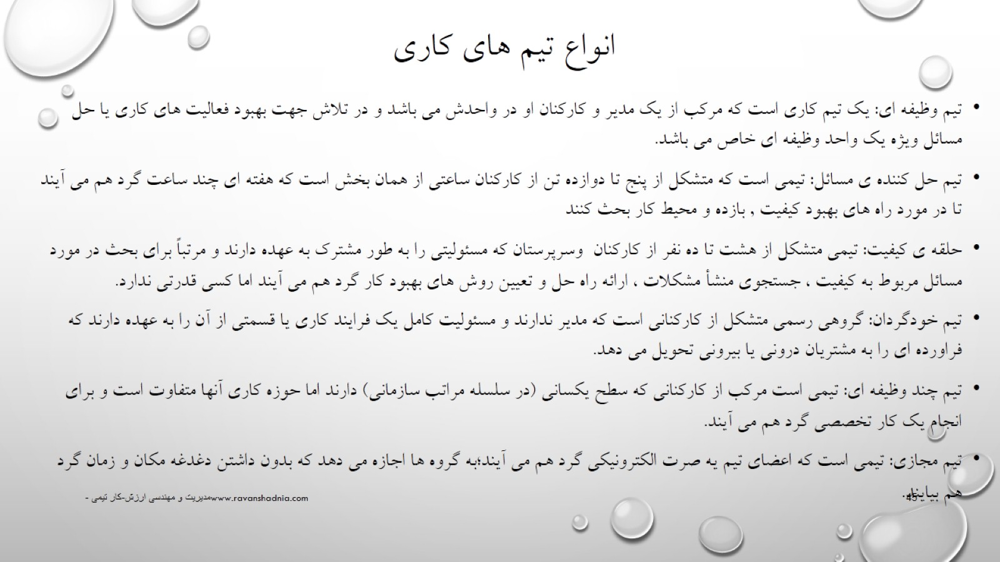 انواع تیم های کاری
• تیم وظیفه ای: یک تیم کاری است که مرکب از یک مدیر و کارکنان او در واحدش می باشد و در تلاش جهت بهبود فعالیت های کاری یا حل
مسائل ویژه یک واحد وظیفه ای خاص می باشد.
• تیم حل کننده ی مسائل: تیمی است که متشکل از پنج تا دوازده تن از کارکنان ساعتی از همان بخش است که هفته ای چند ساعت گرد هم می آیند
تا در مورد راه های بهبود کیفیت , بازده و محیط کار بحث کنند
• حلقه ی کیفیت: تیمی متشکل از هشت تا ده نفر از کارکنان وسرپرستان که مسئولیتی را به طور مشترک به عهده دارند و مرتباً برای بحث در مورد
مسائل مربوط به کیفیت ، جستجوی منشأ مشکلات ، ارائه راه حل و تعیین روش های بهبود کار گرد هم می آیند اما کسی قدرتی ندارد.
• تیم خودگردان: گروهی رسمی متشکل از کارکنانی است که مدیر ندارند و مسئولیت کامل یک فرایند کاری یا قسمتی از آن را به عهده دارند که
فراورده ای را به مشتریان درونی یا بیرونی تحویل می دهد.
• تیم چند وظیفه ای: تیمی است مرکب از کارکنانی که سطح یکسانی (در سلسله مراتب سازمانی) دارند اما حوزه کاری آنها متفاوت است و برای
انجام یک کار تخصصی گرد هم می آیند.
• تیم مجازی: تیمی است که اعضای تیم یه صرت الکترونیکی گرد هم می آیند؛به گروه ها اجازه می دهد که بدون داشتن دغدغه مکان و زمان گرد
هم بیایند.
45
www.ravanshadnia.comمدیریت و مهندسی ارزش-کار تیمی -